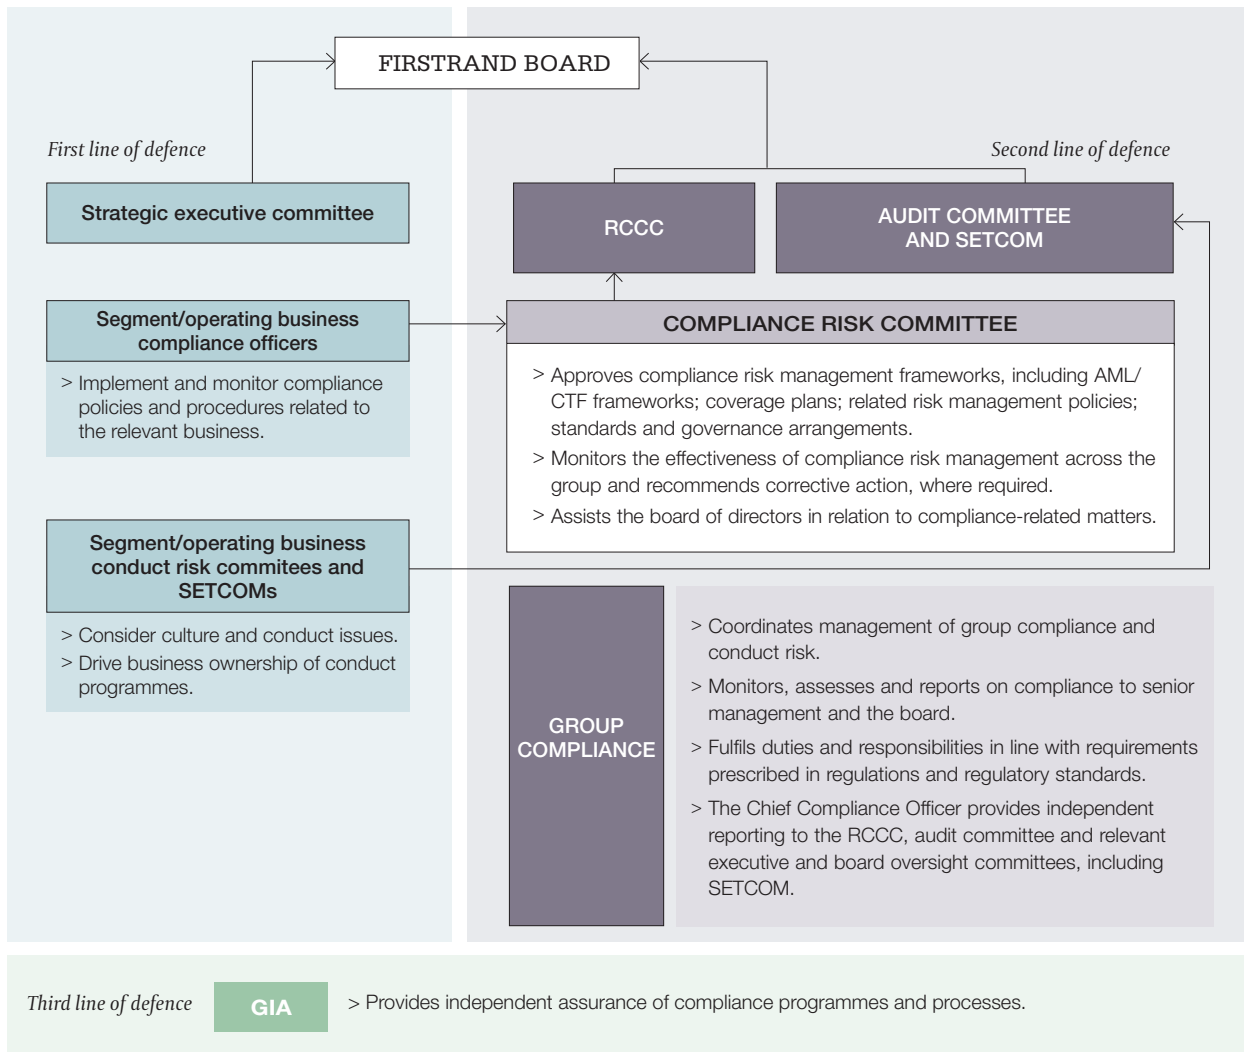 FIRSTRAND BOARD
First line of defence
Second line of defence
Strategic executive committee
RCCC
AUDIT COMMITTEE
AND SETCOM
Segment/operating business
compliance officers
> Implement and monitor compliance
policies and procedures related to
the relevant business.
COMPLIANCE RISK COMMITTEE
> Approves compliance risk management frameworks, including AML/
CTF frameworks; coverage plans; related risk management policies;
standards and governance arrangements.
> Monitors the effectiveness of compliance risk management across the
group and recommends corrective action, where required.
> Assists the board of directors in relation to compliance-related matters.
Segment/operating business
conduct risk commitees and
SETCOMs
> Consider culture and conduct issues.
> Drive business ownership of conduct
programmes.
GROUP
COMPLIANCE
> Coordinates management of group compliance and
conduct risk.
> Monitors, assesses and reports on compliance to senior
management and the board.
> Fulfils duties and responsibilities in line with requirements
prescribed in regulations and regulatory standards.
> The Chief Compliance Officer provides independent
reporting to the RCCC, audit committee and relevant
executive and board oversight committees, including
SETCOM.
Third line of defence
GIA
> Provides independent assurance of compliance programmes and processes.